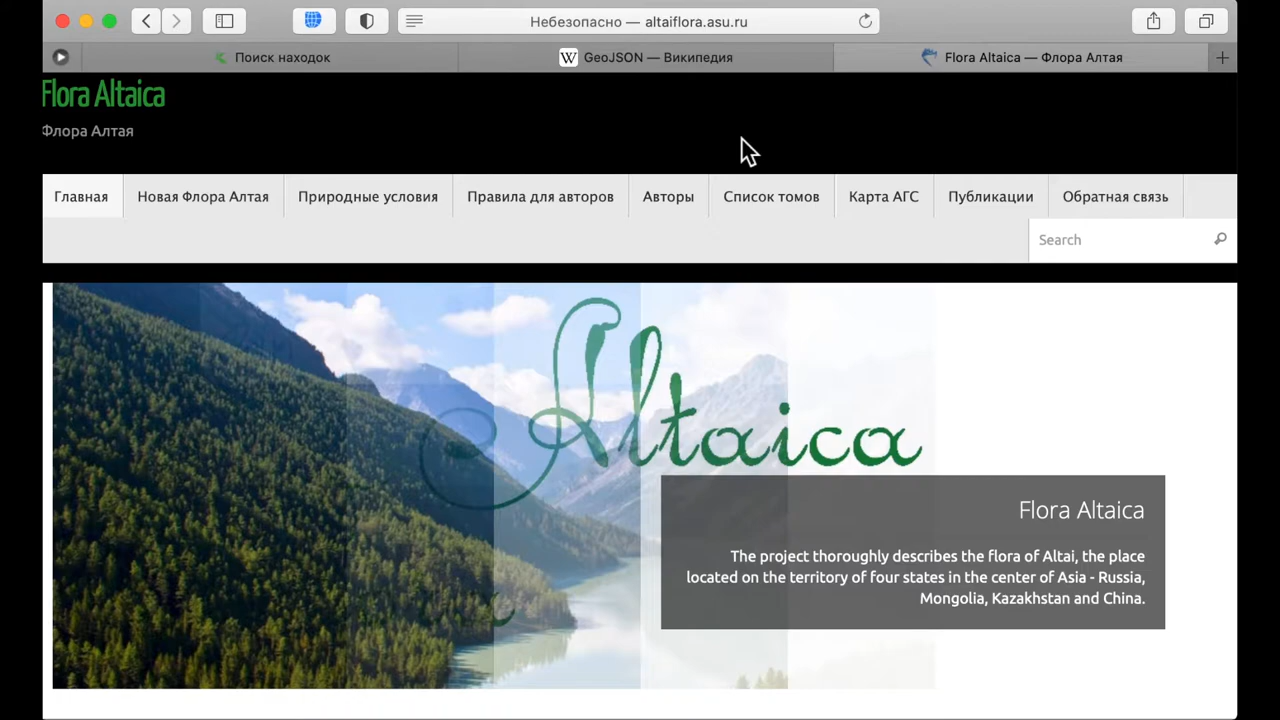 Небезопасно — altaiflora.asu.ru
Поиск находок
W GeoJSON — Википедия
Flora Altaica — Флора Алтая
Flora Altaica
Флора Алтая
Главная
Новая Флора Алтая
Природные условия
Правила для авторов
Авторы
Список томов
Карта АГС
Публикации
Обратная связь
Search
Altaica
Flora Altaica
The project thoroughly describes the flora of Altai, the place
located on the territory of four states in the center of Asia - Russia,
Mongolia, Kazakhstan and China.